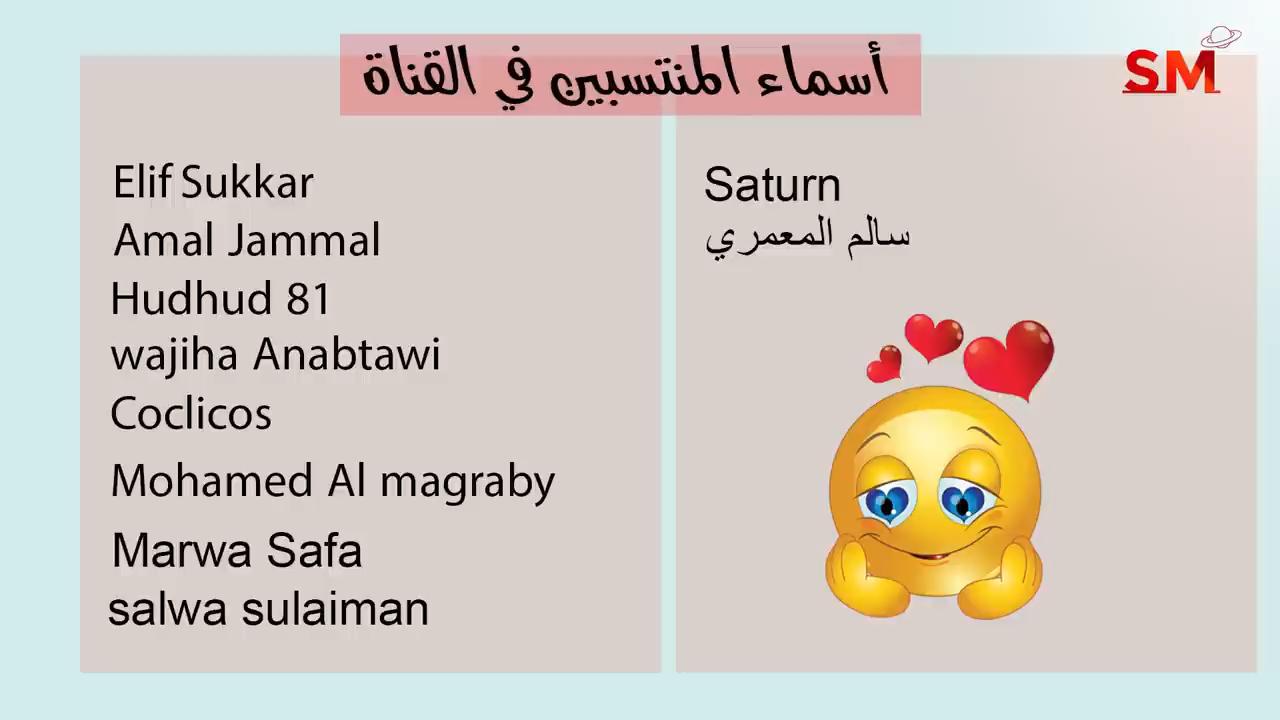 أسماء المنتسبين في القناة
SM
Elif Sukkar
Amal Jammal
Hudhud 81
wajiha Anabtawi
Coclicos
Mohamed Al magraby
Marwa Safa
salwa sulaiman
Saturn
سالم المعمري